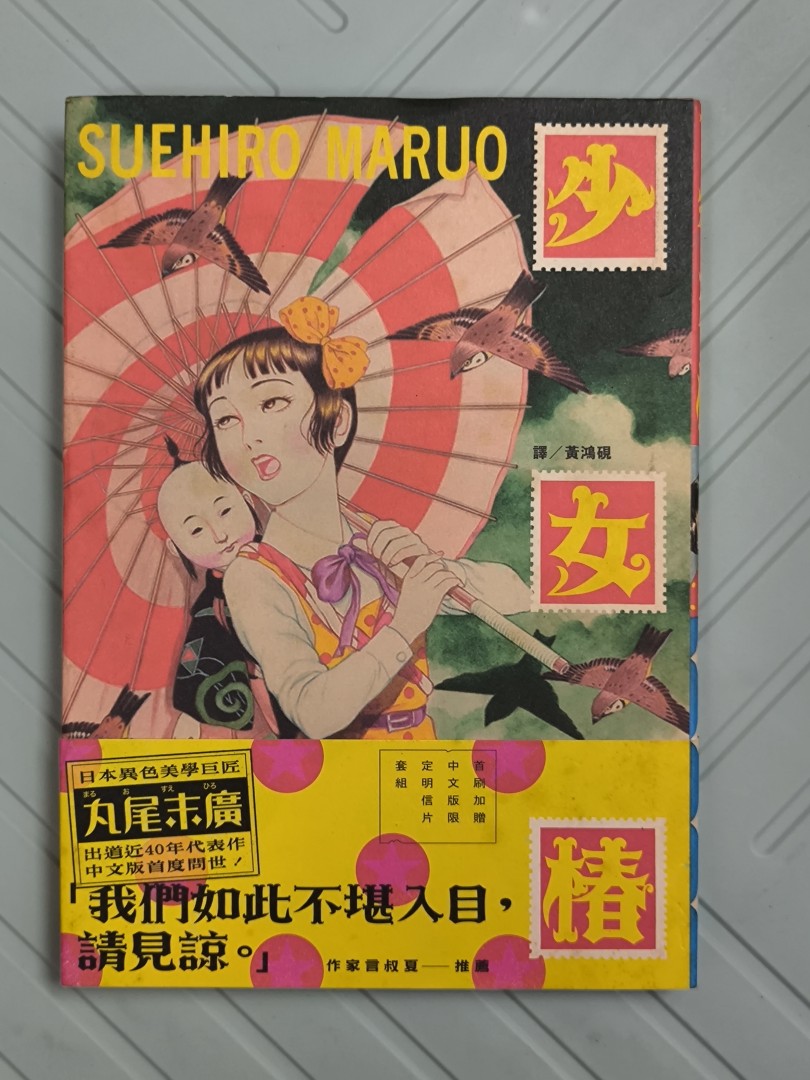 SUEHIRO MARUO
少
女
椿
譯／黃鴻硯
日本異色美學巨匠
まる お すえ ひろ
丸尾末廣
出道近40年代表作
中文版首度問世！
首刷加贈
中文版限
定明信片
套組
「我們如此不堪入目，
請見諒。」
作家言叔夏——推薦